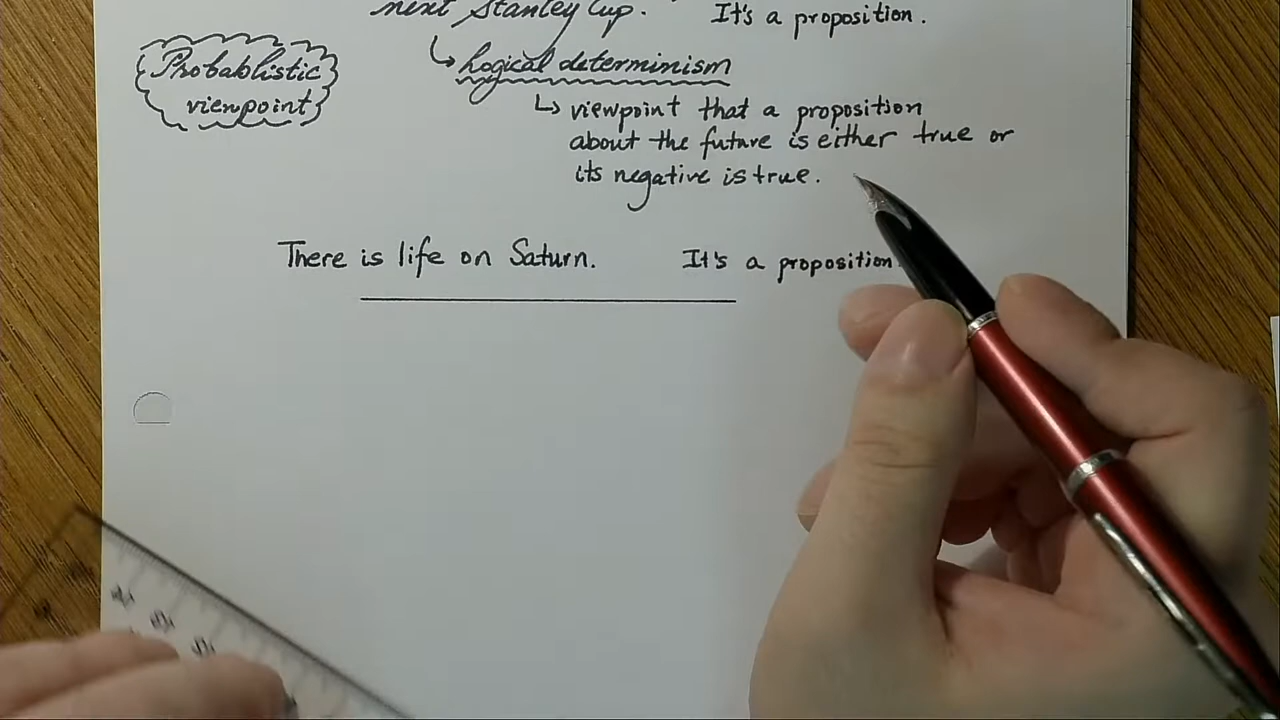 next Stanley Cup.
It's a proposition.
Probablistic
viewpoint
↳ Logical determinism
↳ viewpoint that a proposition
about the future is either true or
its negative is true.
There is life on Saturn.
It's a proposition